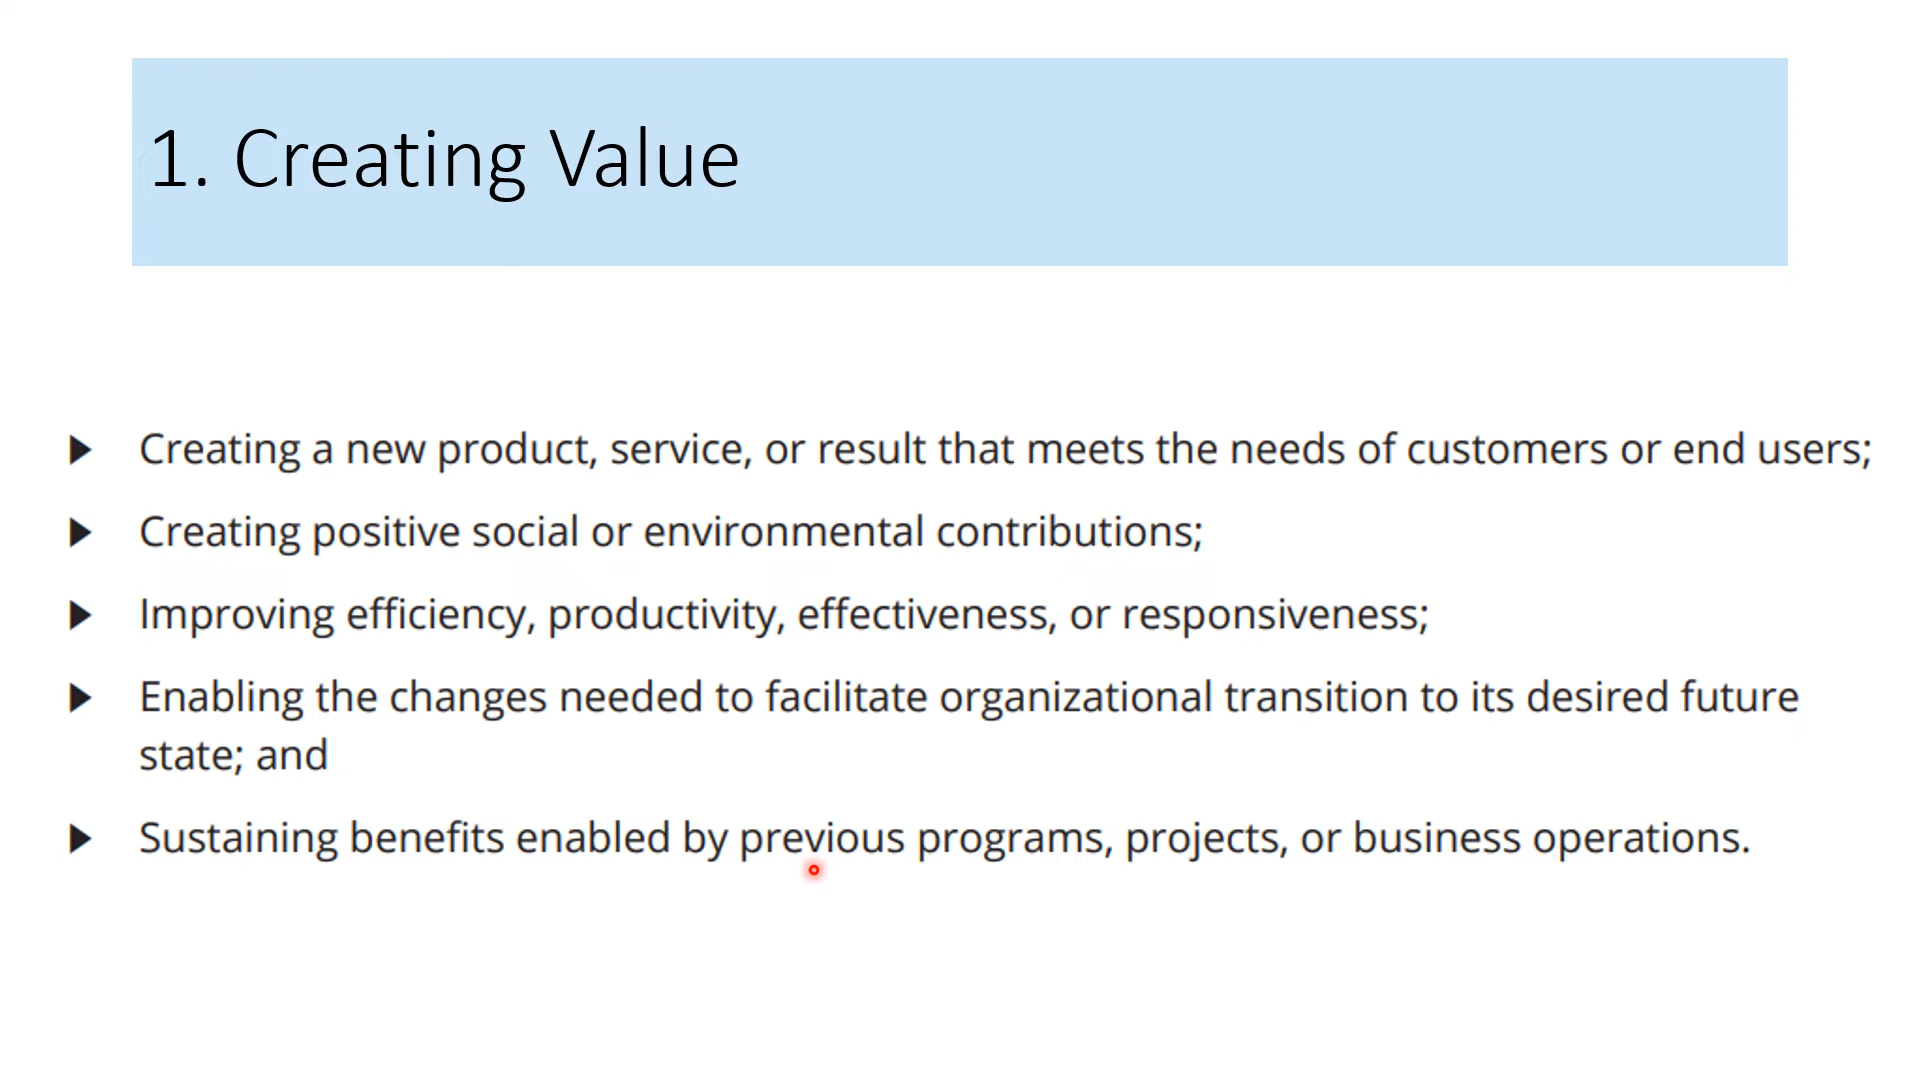 1. Creating Value
Creating a new product, service, or result that meets the needs of customers or end users;
Creating positive social or environmental contributions;
Improving efficiency, productivity, effectiveness, or responsiveness;
Enabling the changes needed to facilitate organizational transition to its desired future
state; and
Sustaining benefits enabled by previous programs, projects, or business operations.